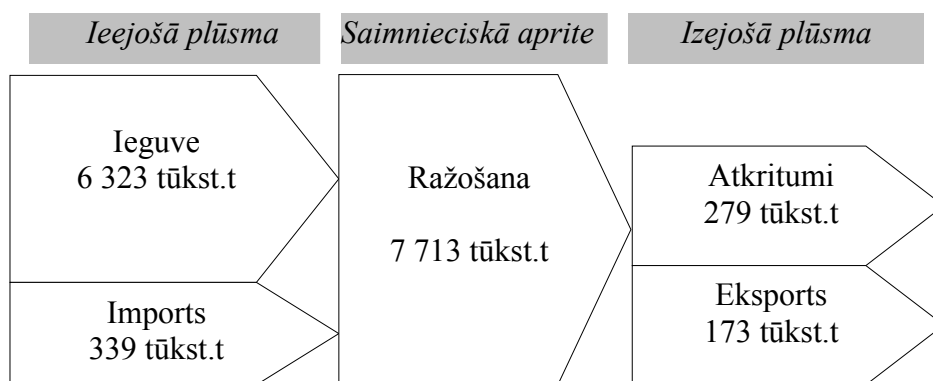 Ieejošā plūsma
Saimnieciskā aprite
Izejošā plūsma
Ieguve
6 323 tūkst.t
Imports
339 tūkst.t
Ražošana
7 713 tūkst.t
Atkritumi
279 tūkst.t
Eksports
173 tūkst.t